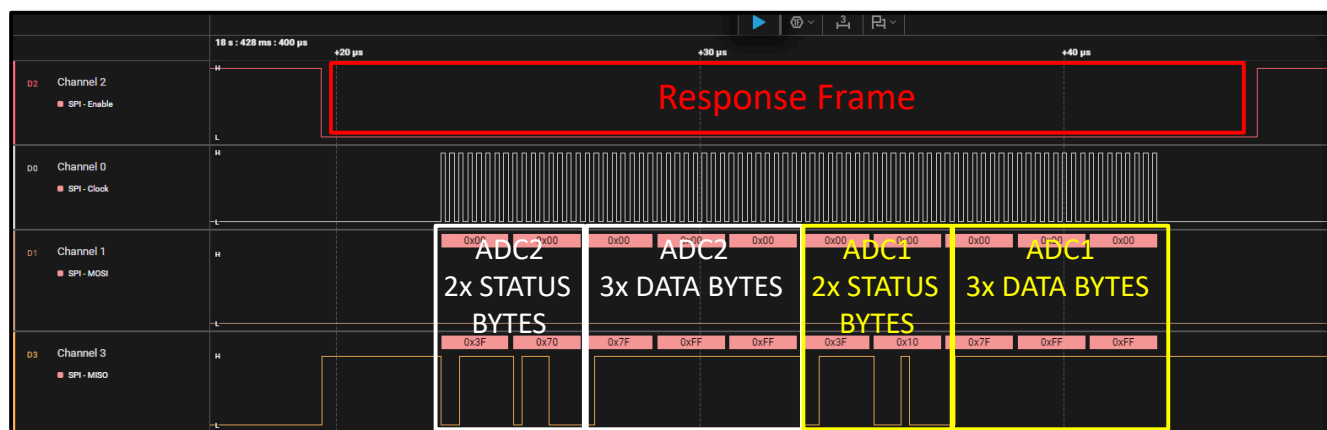 18 s : 428 ms : 400 µs
+20 µs
+30 µs
+40 µs
3
D2
Channel 2
SPI - Enable
H
L
Response Frame
D0
Channel 0
SPI - Clock
H
L
D1
Channel 1
SPI - MOSI
H
L
0x00 0x00 0x00 0x00 0x00 0x00 0x00 0x00 0x00 0x00
ADC2
2x STATUS
BYTES
ADC2
3x DATA BYTES
ADC1
2x STATUS
BYTES
ADC1
3x DATA BYTES
D3
Channel 3
SPI - MISO
H
L
0x3F 0x70 0x7F 0xFF 0xFF 0x3F 0x10 0x7F 0xFF 0xFF